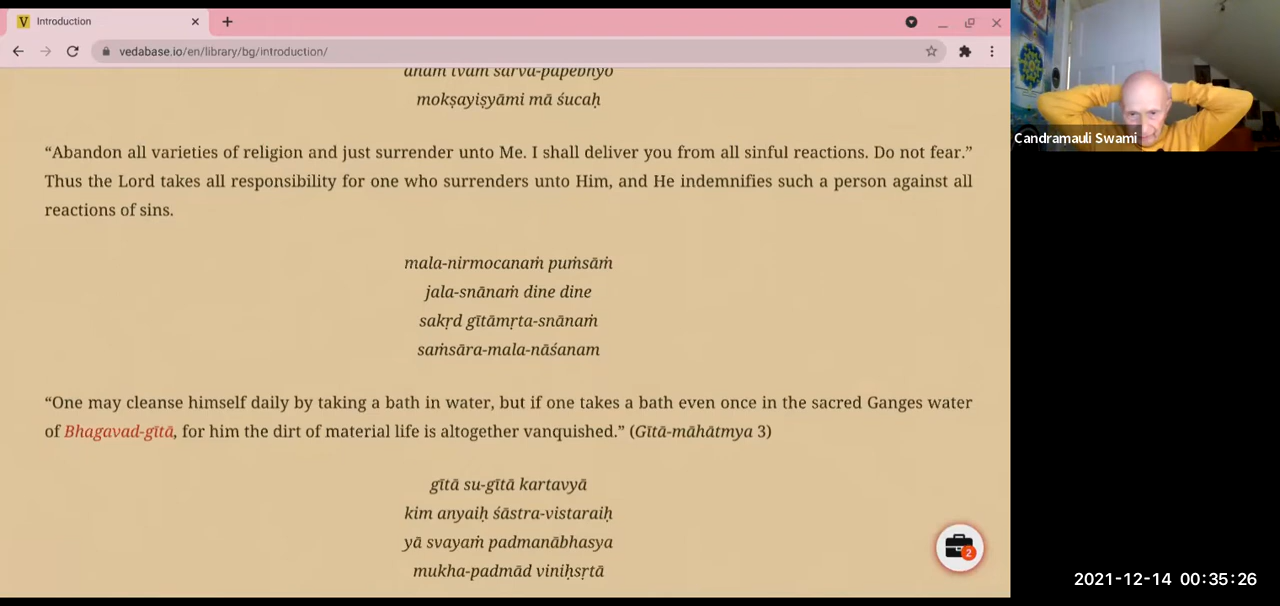 Introduction
vedabase.io/en/library/bg/introduction/
Candramauli Swami
ahaṁ tvāṁ sarva-pāpebhyo
mokṣayiṣyāmi mā śucaḥ
“Abandon all varieties of religion and just surrender unto Me. I shall deliver you from all sinful reactions. Do not fear.”
Thus the Lord takes all responsibility for one who surrenders unto Him, and He indemnifies such a person against all
reactions of sins.
mala-nirmocanaṁ puṁsāṁ
jala-snānaṁ dine dine
sakṛd gītāmṛta-snānaṁ
saṁsāra-mala-nāśanam
“One may cleanse himself daily by taking a bath in water, but if one takes a bath even once in the sacred Ganges water
of Bhagavad-gītā, for him the dirt of material life is altogether vanquished.” (Gītā-māhātmya 3)
gītā su-gītā kartavyā
kim anyaiḥ śāstra-vistaraiḥ
yā svayaṁ padmanābhasya
mukha-padmād viniḥsṛtā
2
2021-12-14 00:35:26